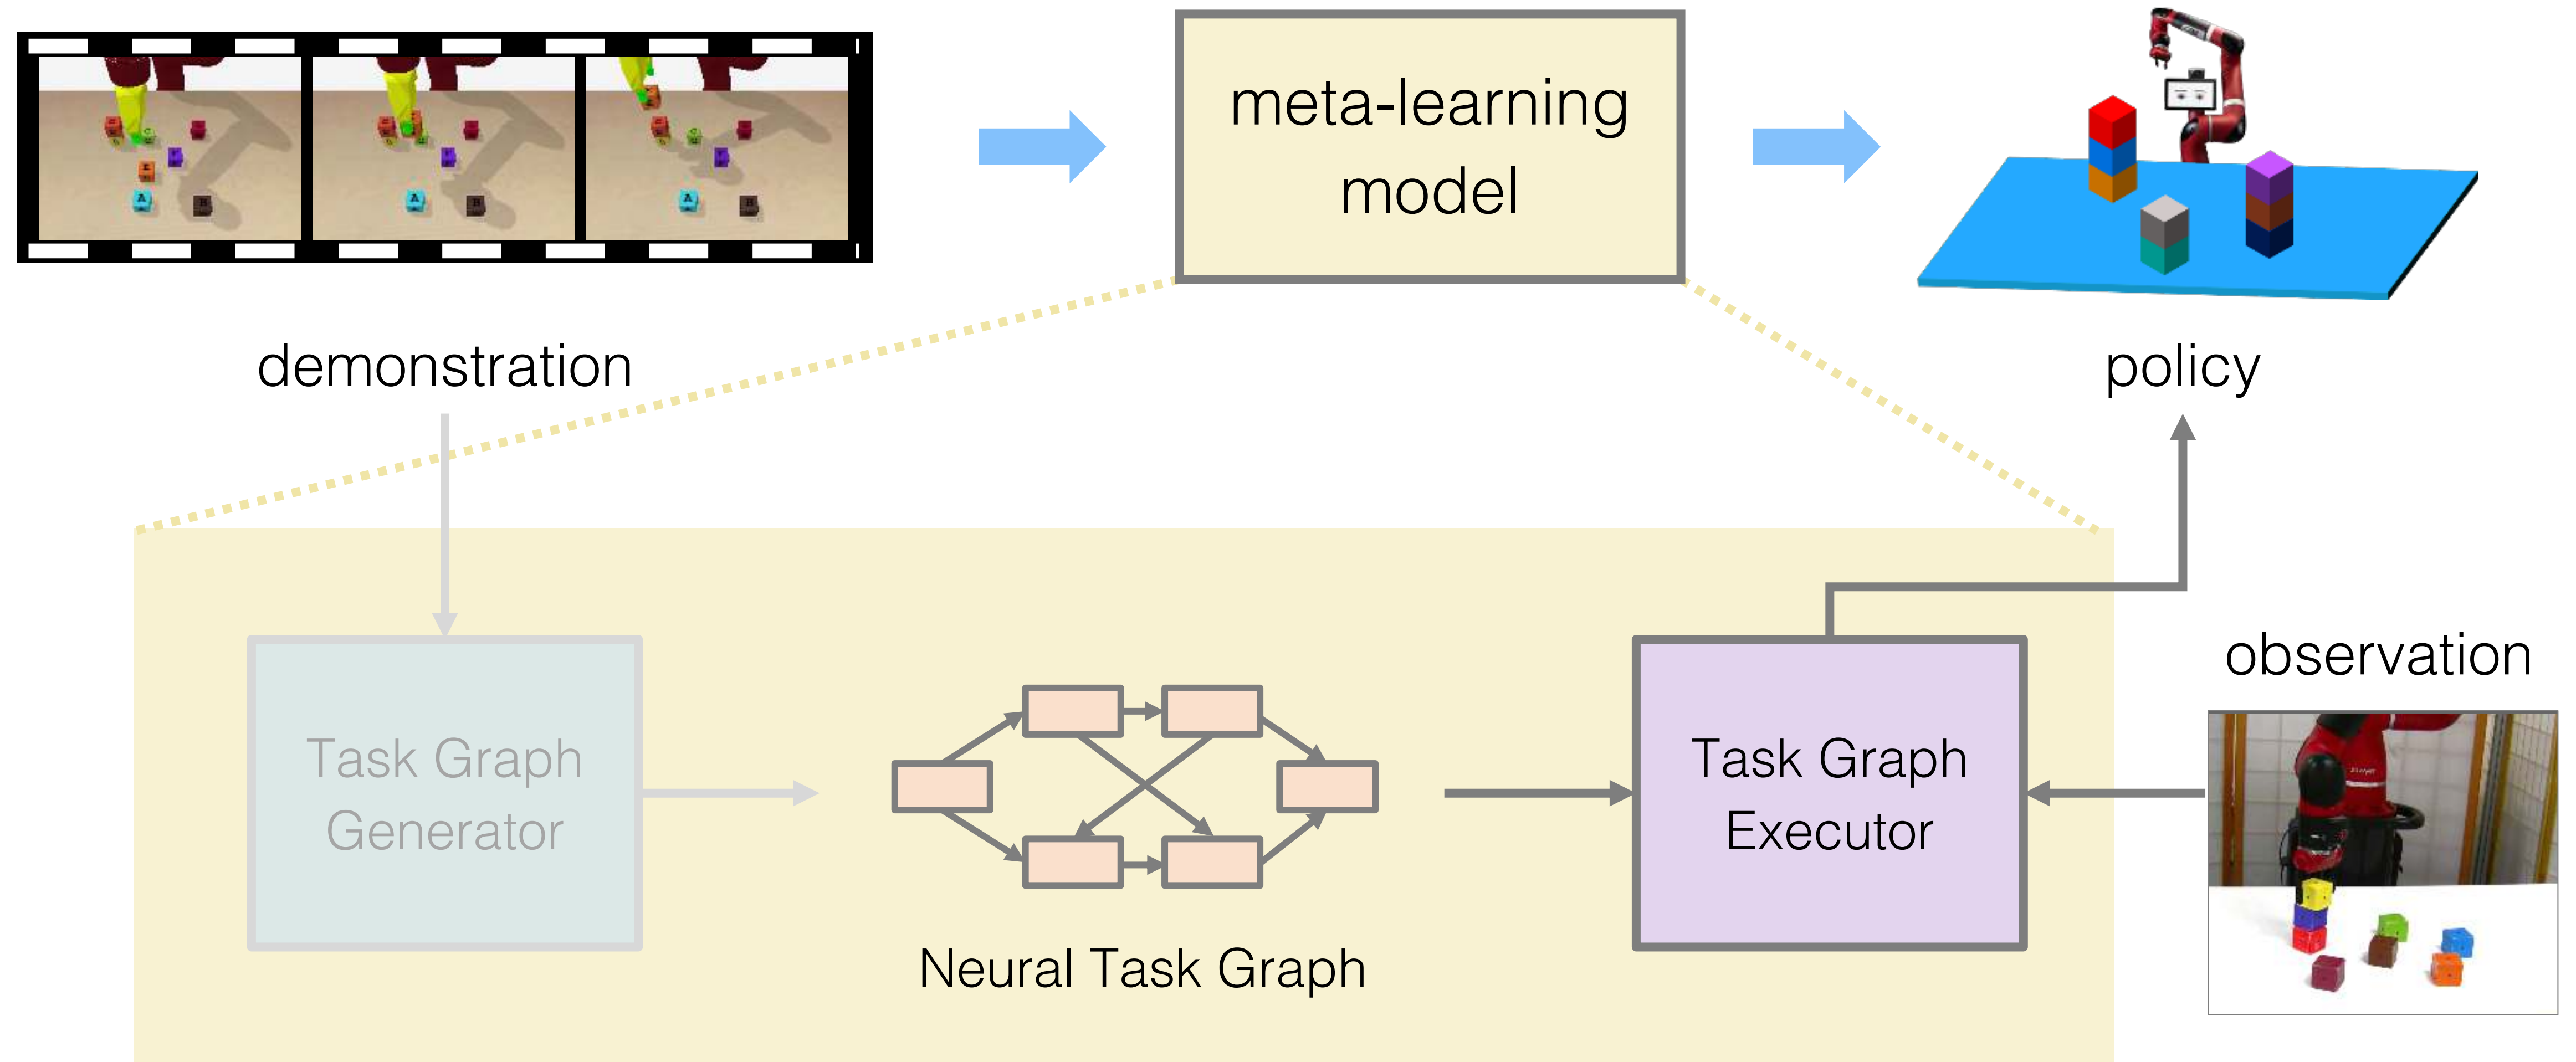 meta-learning
model
demonstration
policy
observation
Task Graph
Generator
Neural Task Graph
Task Graph
Executor